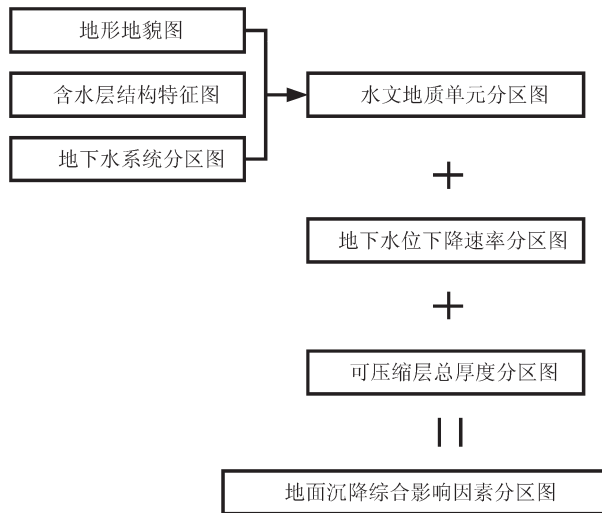 地形地貌图
含水层结构特征图
地下水系统分区图
水文地质单元分区图
+
地下水位下降速率分区图
+
可压缩层总厚度分区图
=
地面沉降综合影响因素分区图